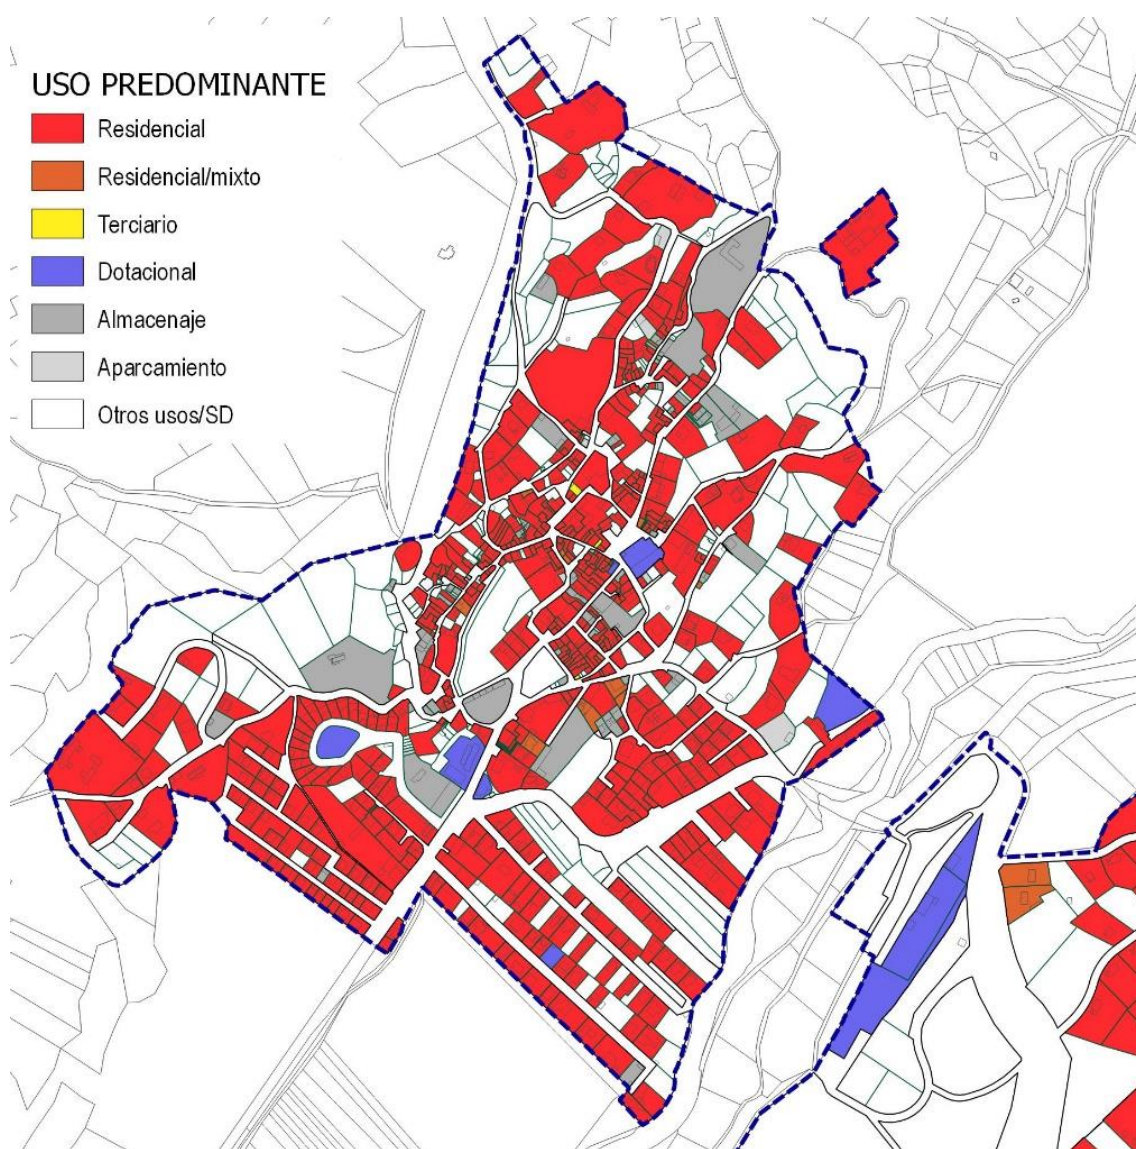 USO PREDOMINANTE
Residencial
Residencial/mixto
Terciario
Dotacional
Almacenaje
Aparcamiento
Otros usos/SD